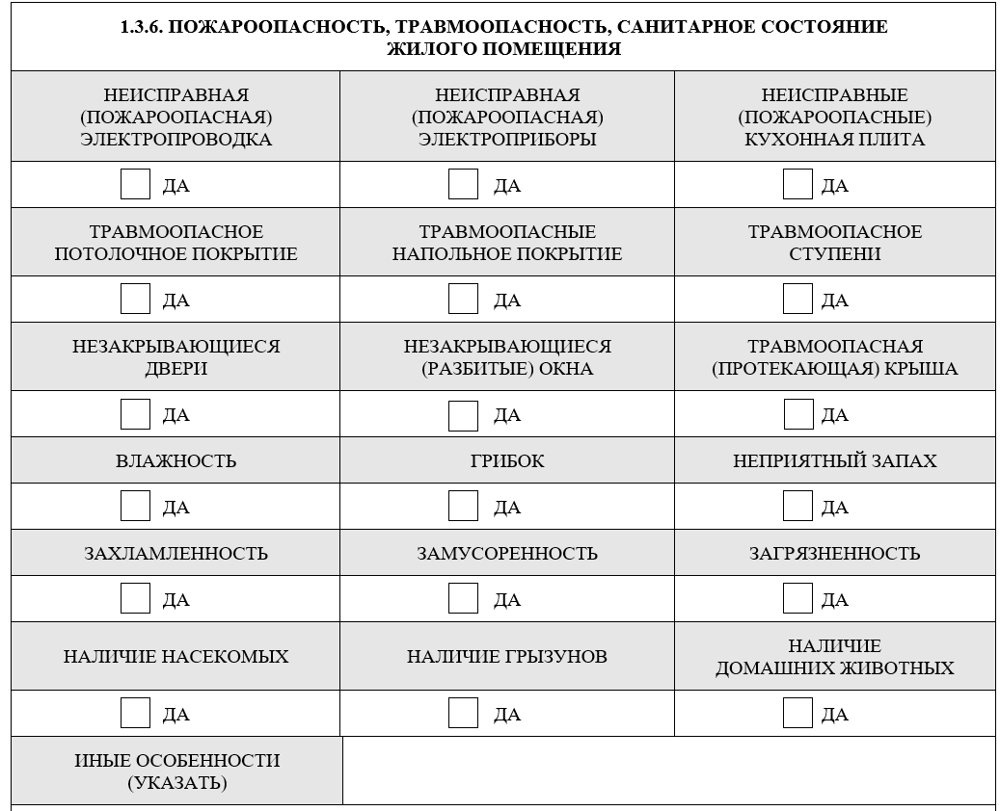 1.3.6. ПОЖАРООПАСНОСТЬ, ТРАВМООПАСНОСТЬ, САНИТАРНОЕ СОСТОЯНИЕ
ЖИЛОГО ПОМЕЩЕНИЯ
НЕИСПРАВНАЯ
(ПОЖАРООПАСНАЯ)
ЭЛЕКТРОПРОВОДКА
НЕИСПРАВНАЯ
(ПОЖАРООПАСНАЯ)
ЭЛЕКТРОПРИБОРЫ
НЕИСПРАВНЫЕ
(ПОЖАРООПАСНЫЕ)
КУХОННАЯ ПЛИТА
ДА
ДА
ДА
ТРАВМООПАСНОЕ
ПОТОЛОЧНОЕ ПОКРЫТИЕ
ТРАВМООПАСНЫЕ
НАПОЛЬНОЕ ПОКРЫТИЕ
ТРАВМООПАСНОЕ
СТУПЕНИ
ДА
ДА
ДА
НЕЗАКРЫВАЮЩИЕСЯ
ДВЕРИ
НЕЗАКРЫВАЮЩИЕСЯ
(РАЗБИТЫЕ) ОКНА
ТРАВМООПАСНАЯ
(ПРОТЕКАЮЩАЯ) КРЫША
ДА
ДА
ДА
ВЛАЖНОСТЬ
ГРИБОК
НЕПРИЯТНЫЙ ЗАПАХ
ДА
ДА
ДА
ЗАХЛАМЛЕННОСТЬ
ЗАМУСОРЕННОСТЬ
ЗАГРЯЗНЕННОСТЬ
ДА
ДА
ДА
НАЛИЧИЕ НАСЕКОМЫХ
НАЛИЧИЕ ГРЫЗУНОВ
НАЛИЧИЕ
ДОМАШНИХ ЖИВОТНЫХ
ДА
ДА
ДА
ИНЫЕ ОСОБЕННОСТИ
(УКАЗАТЬ)